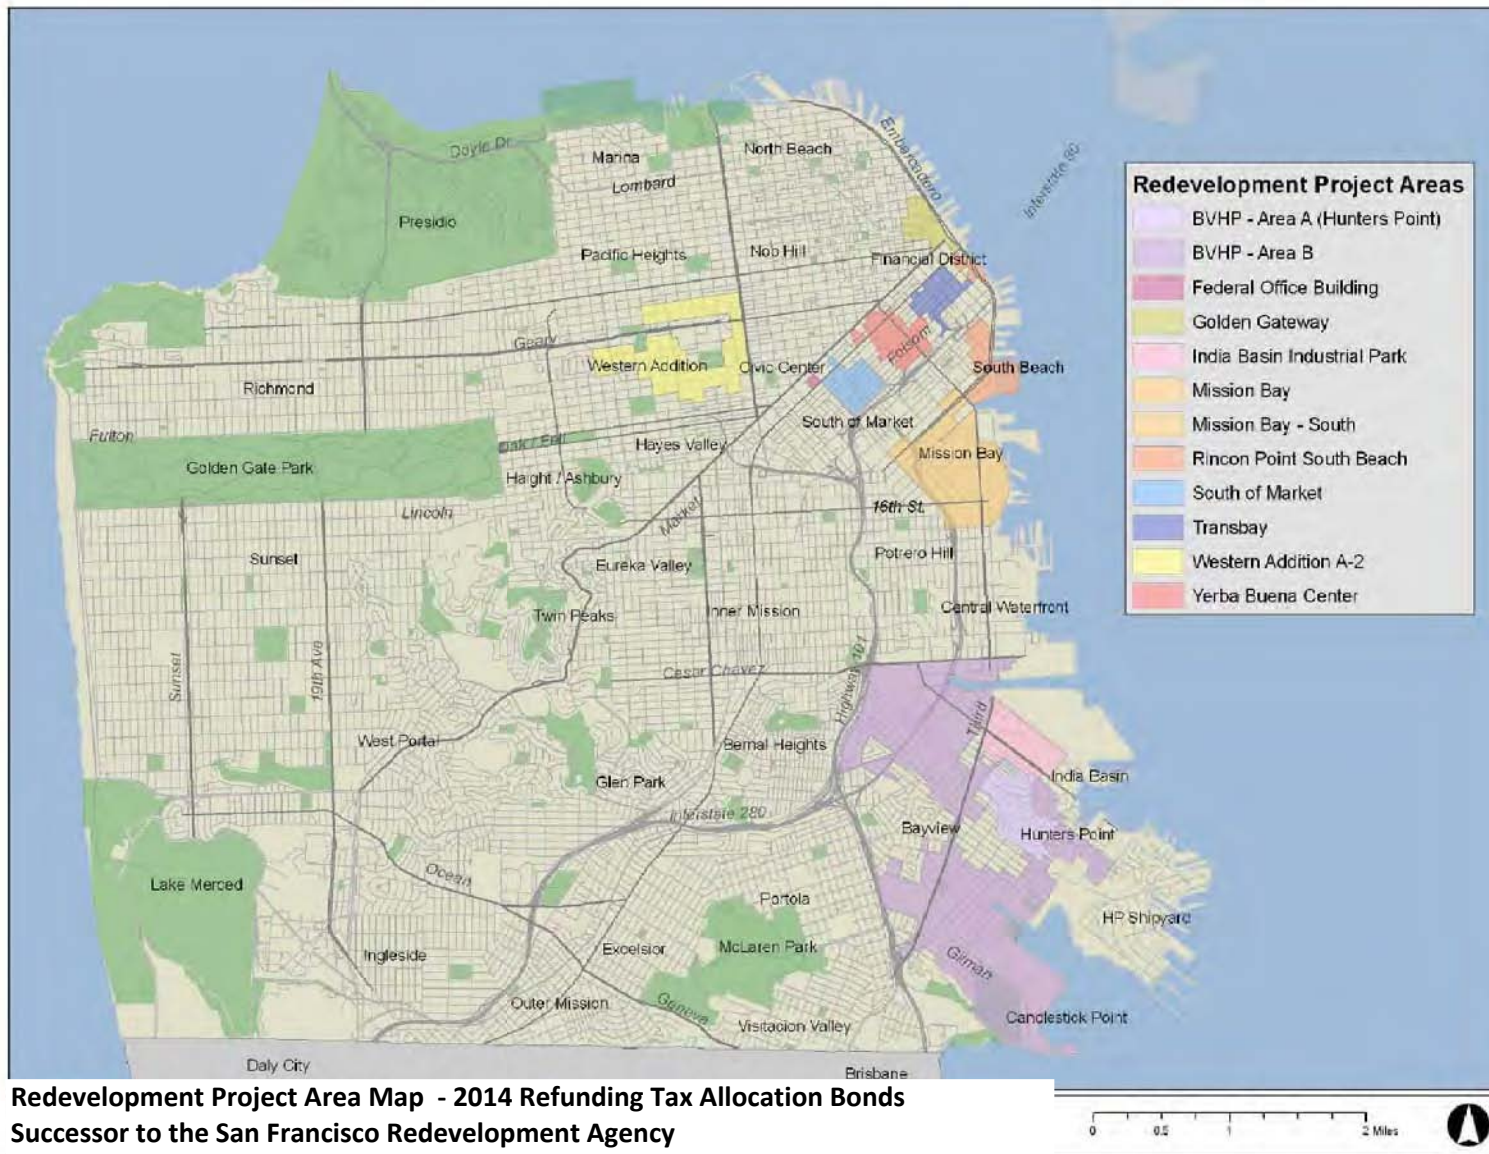 Doyle Dr
Marina
Lombard
North Beach
Embarcadero
Interstate 80
Presidio
Pacific Heights
Nob Hill
Financial District
Geary
Western Addition
Civic Center
Folsom
South Beach
Richmond
Fulton
Oak / Fell
Hayes Valley
South of Market
Mission Bay
Golden Gate Park
Haight / Ashbury
Lincoln
Market
16th St.
Sunset
Eureka Valley
Potrero Hill
Twin Peaks
Inner Mission
Central Waterfront
Sunset
19th Ave
Cesar Chavez
Highway 101
Third
West Portal
Bernal Heights
Glen Park
India Basin
Interstate 280
Bayview
Hunters Point
Lake Merced
Ocean
Portola
HP Shipyard
Ingleside
Excelsior
McLaren Park
Gilman
Outer Mission
Geneva
Visitacion Valley
Candlestick Point
Daly City
Brisbane
Redevelopment Project Areas
BVHP - Area A (Hunters Point)
BVHP - Area B
Federal Office Building
Golden Gateway
India Basin Industrial Park
Mission Bay
Mission Bay - South
Rincon Point South Beach
South of Market
Transbay
Western Addition A-2
Yerba Buena Center
Redevelopment Project Area Map - 2014 Refunding Tax Allocation Bonds
Successor to the San Francisco Redevelopment Agency
0 0.5 1 2 Miles